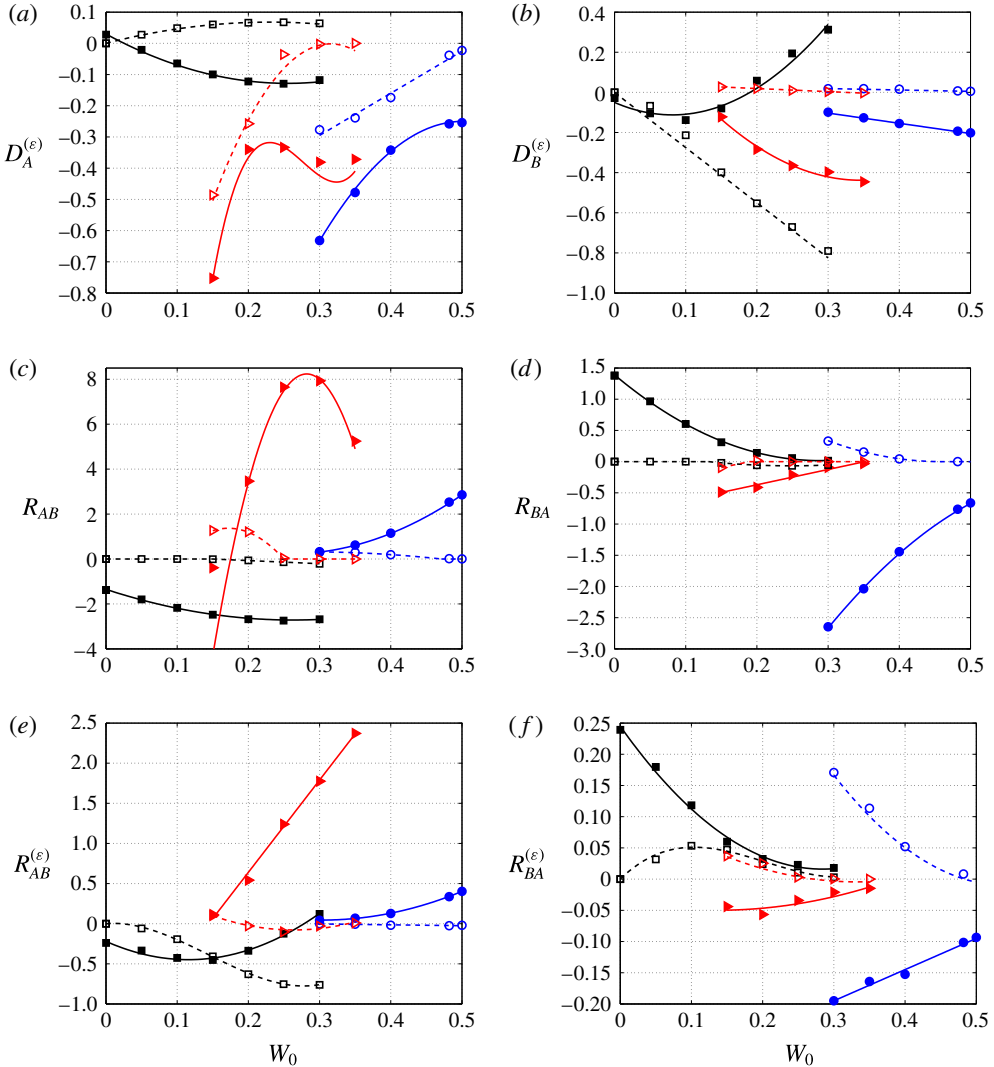 (a)
0
−0.1
−0.2
−0.3
−0.4
−0.5
−0.6
−0.7
−0.8
D_A^(ε)
0 0.1 0.2 0.3 0.4 0.5
(b)
0.4
0.2
0
−0.2
−0.4
−0.6
−0.8
−1.0
D_B^(ε)
0 0.1 0.2 0.3 0.4 0.5
(c)
8
6
4
2
0
−2
−4
R_AB
0 0.1 0.2 0.3 0.4 0.5
(d)
1.5
1.0
0.5
0
−0.5
−1.0
−1.5
−2.0
−2.5
−3.0
R_BA
0 0.1 0.2 0.3 0.4 0.5
(e)
2.5
2.0
1.5
1.0
0.5
0
−0.5
−1.0
R_AB^(ε)
0 0.1 0.2 0.3 0.4 0.5
W_0
(f)
0.25
0.20
0.15
0.10
0.05
0
−0.05
−0.10
−0.15
−0.20
R_BA^(ε)
0 0.1 0.2 0.3 0.4 0.5
W_0